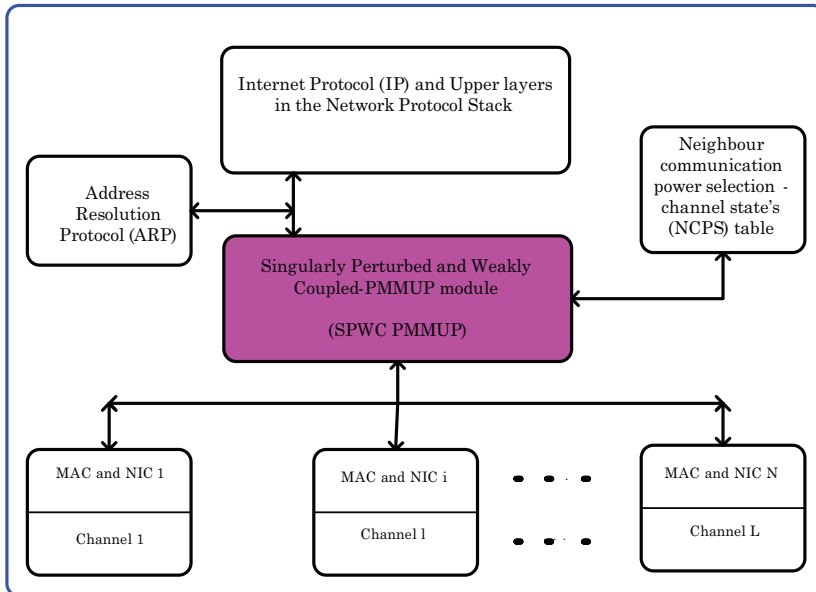 Internet Protocol (IP) and Upper layers
in the Network Protocol Stack
Neighbour
communication
power selection -
channel state's
(NCPS) table
Address
Resolution
Protocol (ARP)
Singularly Perturbed and Weakly
Coupled-PMMUP module
(SPWC PMMUP)
MAC and NIC 1
Channel 1
MAC and NIC i
Channel l
MAC and NIC N
Channel L